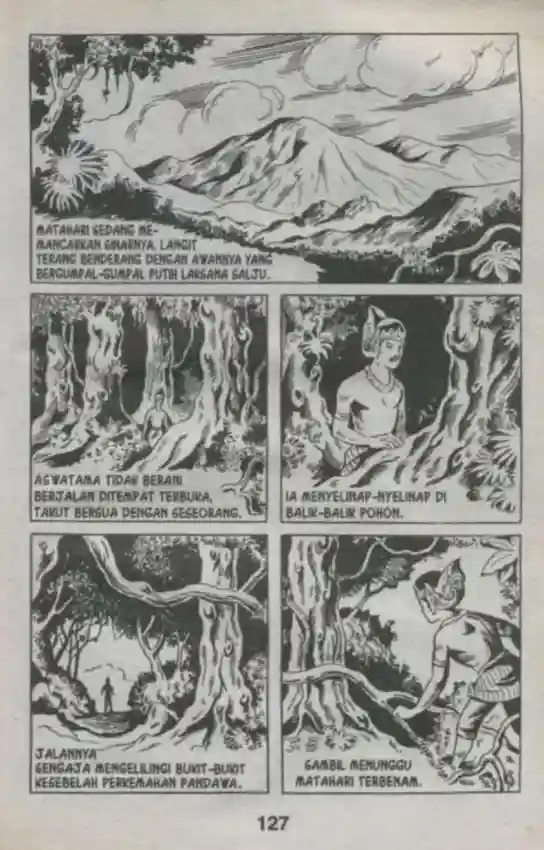 MATAHARI SEDANG ME-
MANCARKAN SINARNYA. LANGIT
TERANG BENDERANG DENGAN AWANNYA YANG
BERGUMPAL-GUMPAL PUTIH LAKSANA SALJU.
ASWATAMA TIDAK BERANI
BERJALAN DITEMPAT TERBUKA,
TAKUT BERSUA DENGAN SESEORANG.
IA MENYELINAP-NYELINAP DI
BALIK-BALIK POHON.
JALANNYA
SENGAJA MENGELILINGI BUKIT-BUKIT
KESEBELAH PERKEMAHAN PANDAWA.
SAMBIL MENUNGGU
MATAHARI TERBENAM.
127